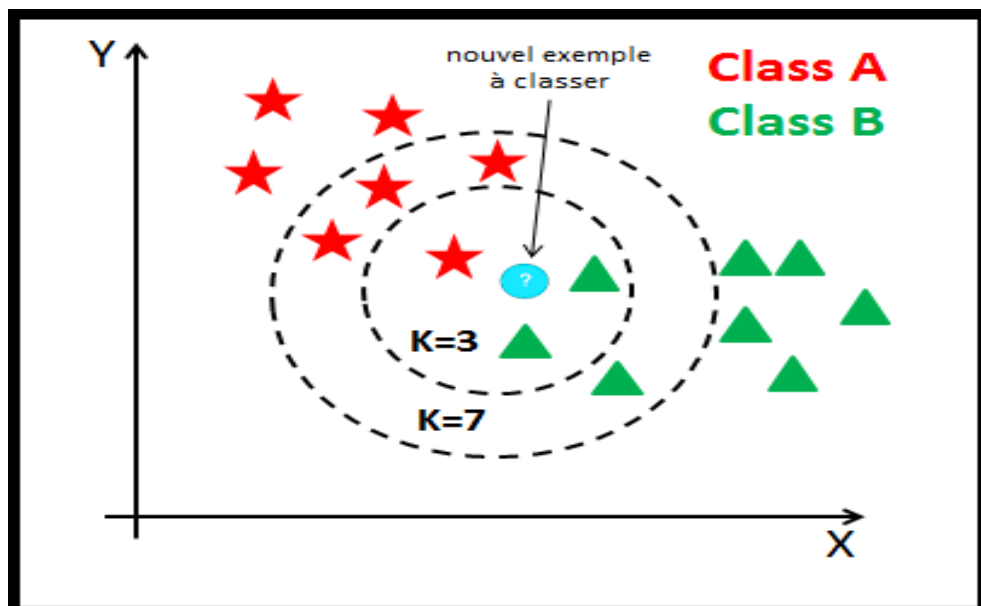 Y
nouvel exemple
à classer
Class A
Class B
?
K=3
K=7
X